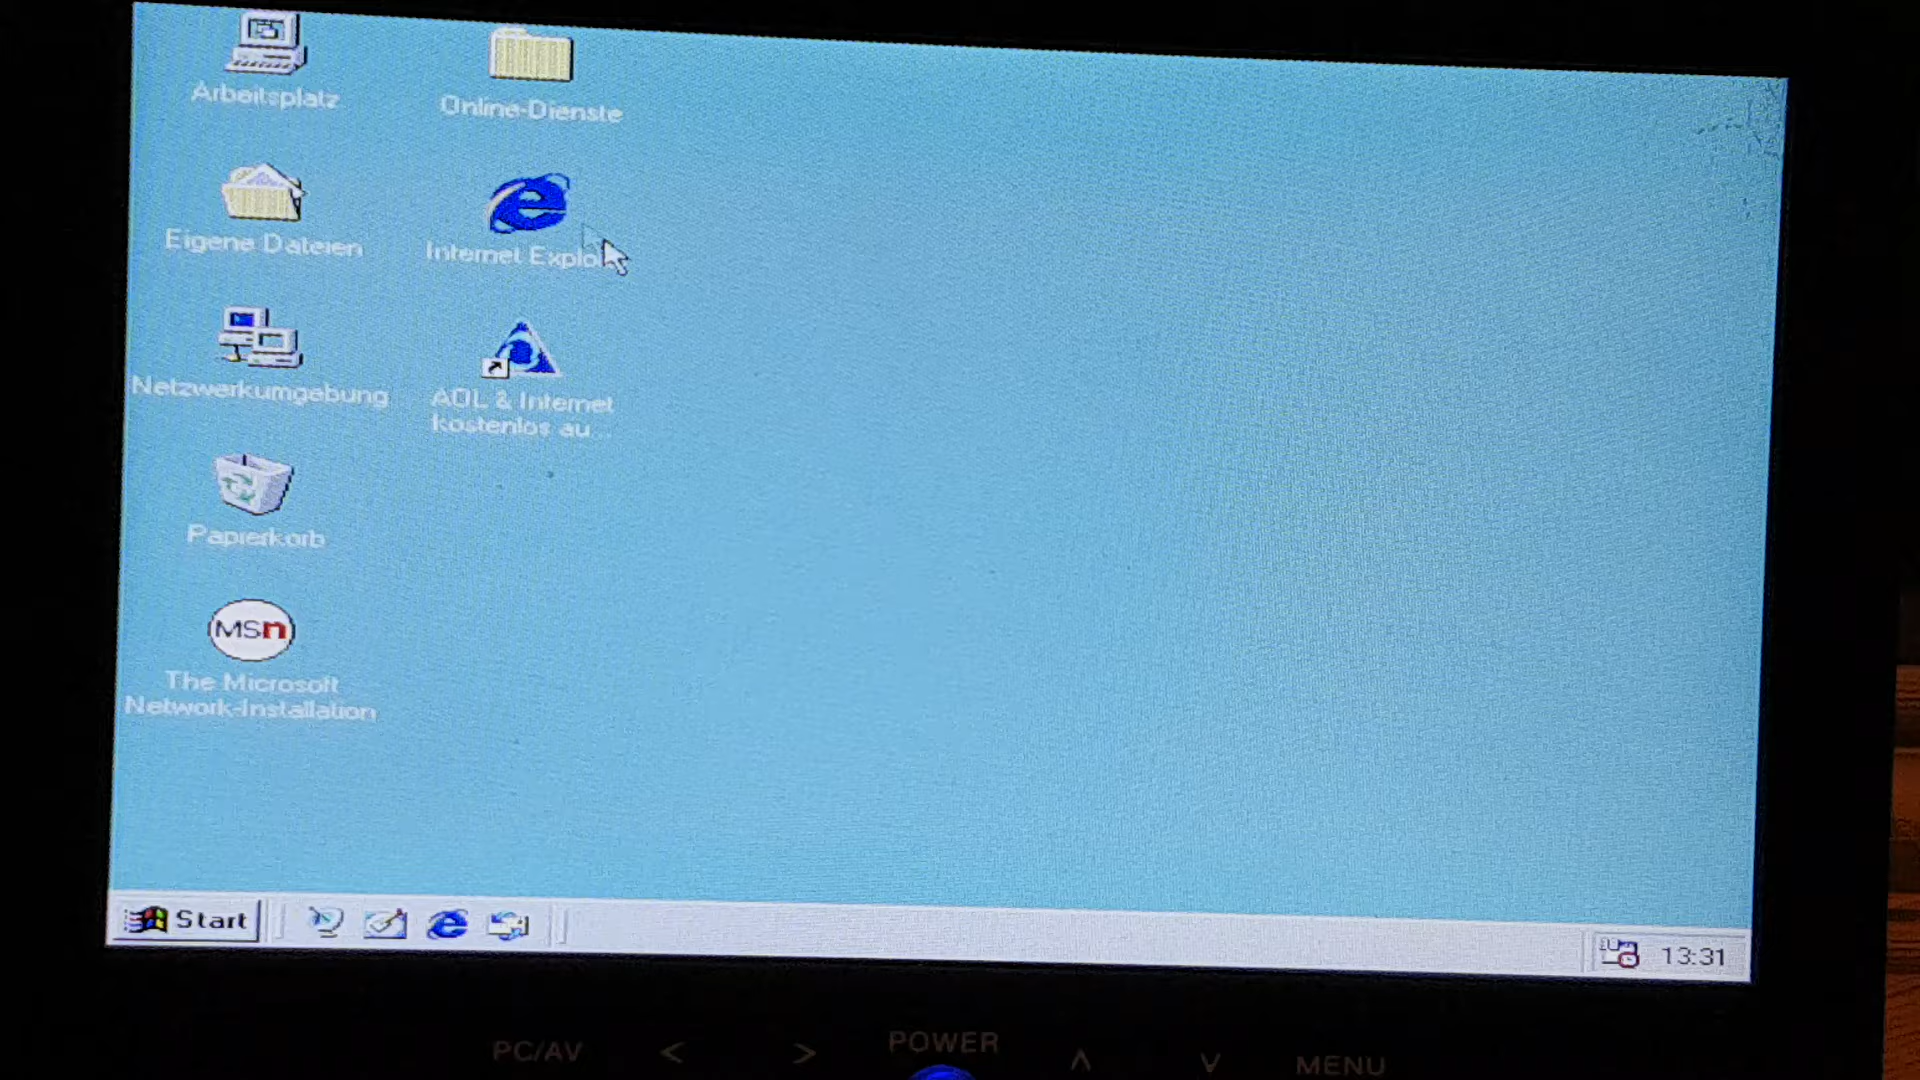 Arbeitsplatz
Online-Dienste
Eigene Dateien
Internet Explo
Netzwerkumgebung
AOL & Internet
kostenlos au...
Papierkorb
MSn
The Microsoft
Network-Installation
Start
13:31
PC/AV
<
>
POWER
∧
∨
MENU